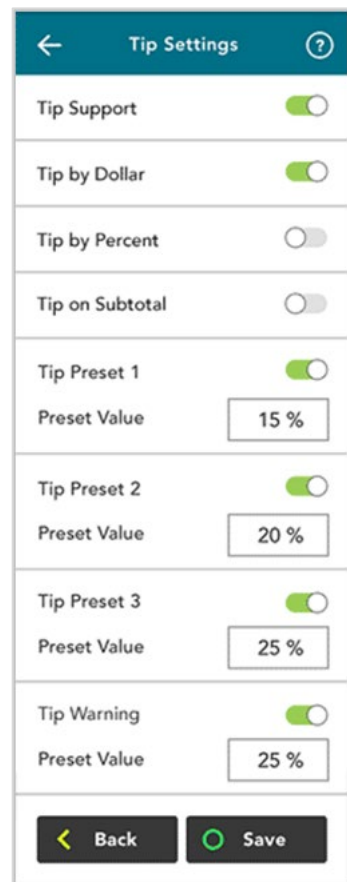 Tip Settings ?
Tip Support
Tip by Dollar
Tip by Percent
Tip on Subtotal
Tip Preset 1
Preset Value 15 %
Tip Preset 2
Preset Value 20 %
Tip Preset 3
Preset Value 25 %
Tip Warning
Preset Value 25 %
Back Save